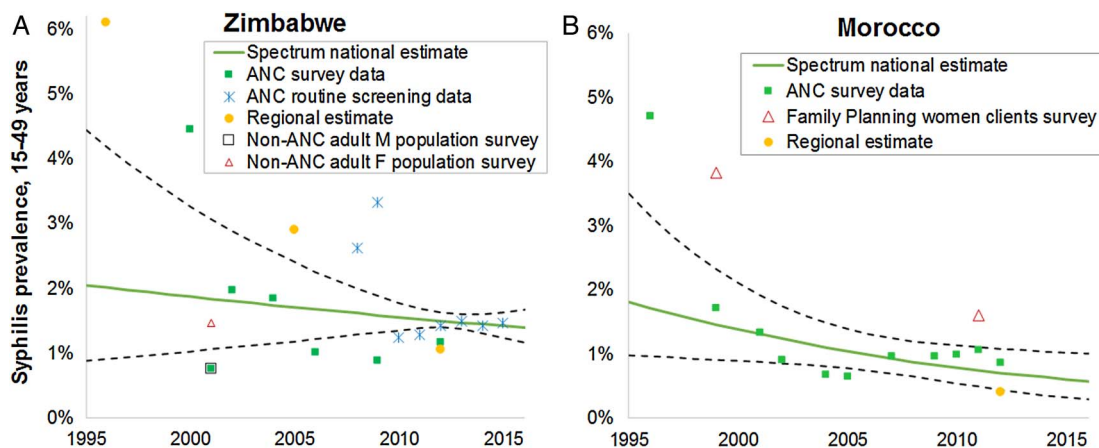 A
Zimbabwe
Syphilis prevalence, 15-49 years
6%
5%
4%
3%
2%
1%
0%
Spectrum national estimate
ANC survey data
ANC routine screening data
Regional estimate
Non-ANC adult M population survey
Non-ANC adult F population survey
1995 2000 2005 2010 2015
B
Morocco
6%
5%
4%
3%
2%
1%
0%
Spectrum national estimate
ANC survey data
Family Planning women clients survey
Regional estimate
1995 2000 2005 2010 2015